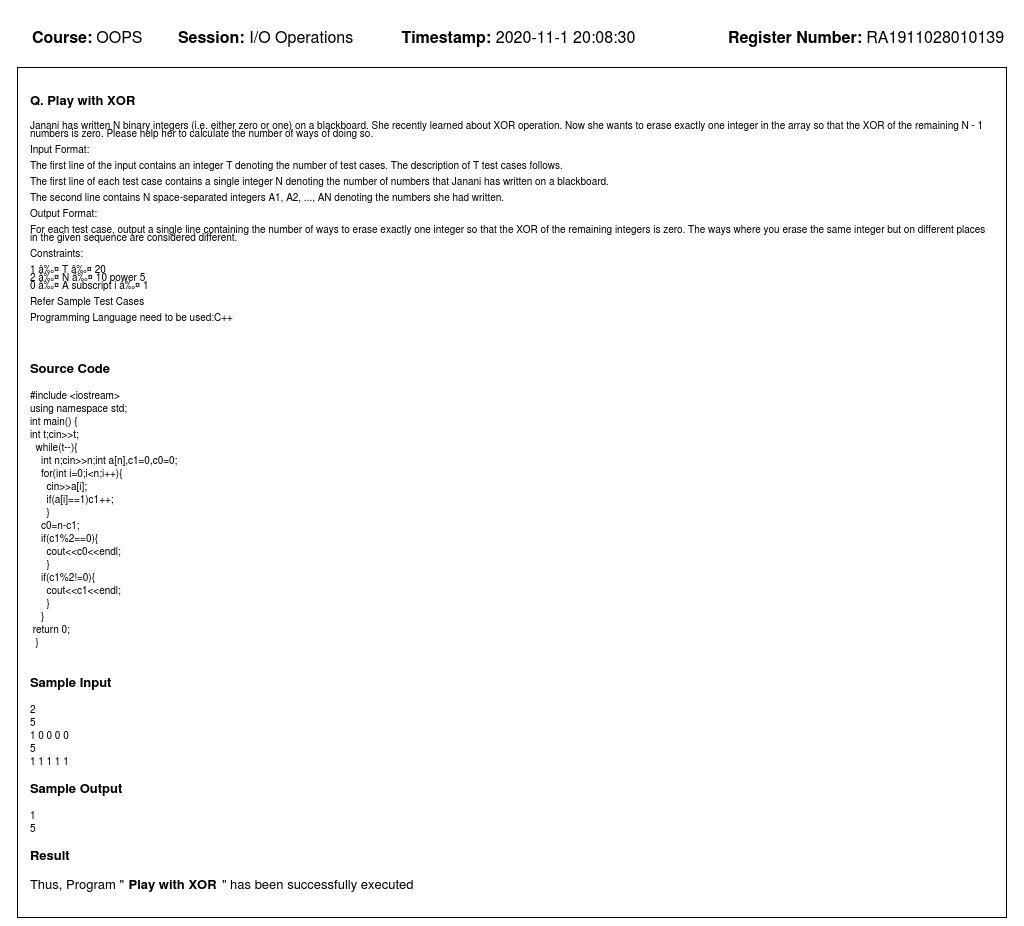 Course: OOPS Session: I/O Operations Timestamp: 2020-11-1 20:08:30 Register Number: RA1911028010139
Q. Play with XOR
Janani has written N binary integers (i.e. either zero or one) on a blackboard. She recently learned about XOR operation. Now she wants to erase exactly one integer in the array so that the XOR of the remaining N - 1
numbers is zero. Please help her to calculate the number of ways of doing so.
Input Format:
The first line of the input contains an integer T denoting the number of test cases. The description of T test cases follows.
The first line of each test case contains a single integer N denoting the number of numbers that Janani has written on a blackboard.
The second line contains N space-separated integers A1, A2, ..., AN denoting the numbers she had written.
Output Format:
For each test case, output a single line containing the number of ways to erase exactly one integer so that the XOR of the remaining integers is zero. The ways where you erase the same integer but on different places
in the given sequence are considered different.
Constraints:
1 â‰¤ T â‰¤ 20
2 â‰¤ N â‰¤ 10 power 5
0 â‰¤ A subscript i â‰¤ 1
Refer Sample Test Cases
Programming Language need to be used:C++
Source Code
#include <iostream>
using namespace std;
int main() {
int t;cin>>t;
while(t--){
int n;cin>>n;int a[n],c1=0,c0=0;
for(int i=0;i<n;i++){
cin>>a[i];
if(a[i]==1)c1++;
}
c0=n-c1;
if(c1%2==0){
cout<<c0<<endl;
}
if(c1%2!=0){
cout<<c1<<endl;
}
}
return 0;
}
Sample Input
2
5
1 0 0 0 0
5
1 1 1 1 1
Sample Output
1
5
Result
Thus, Program " Play with XOR " has been successfully executed